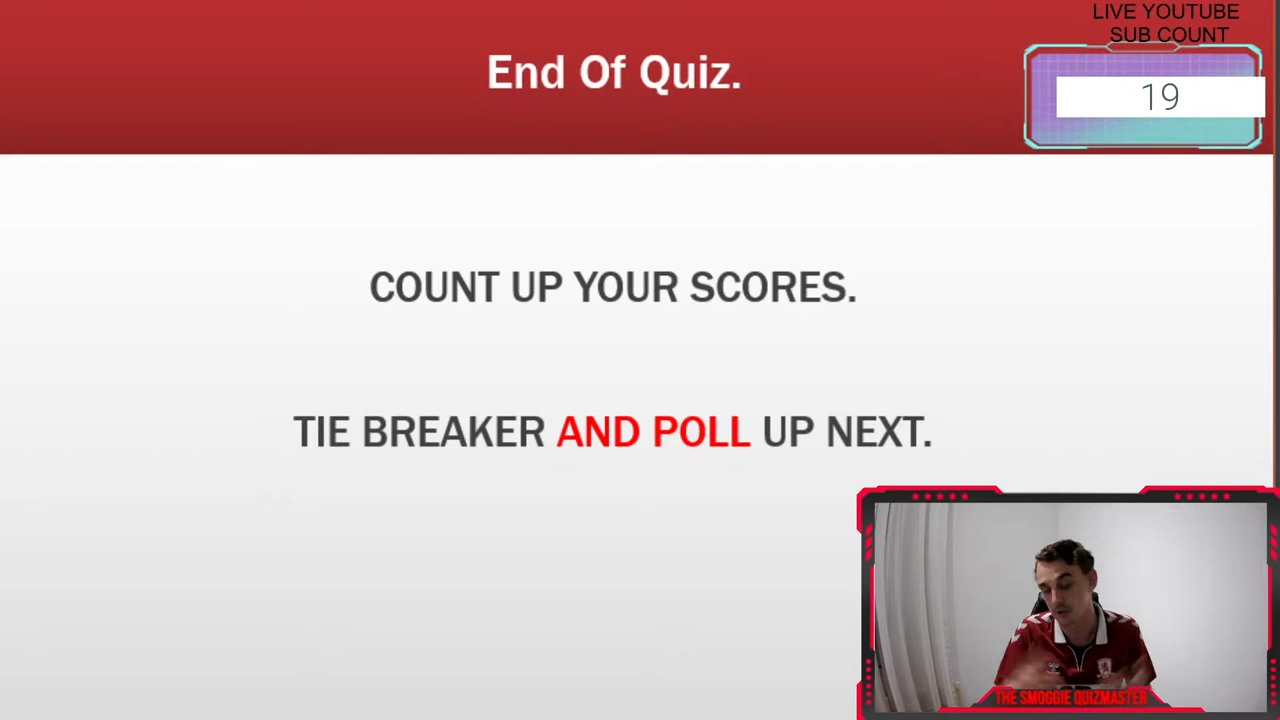 LIVE YOUTUBE
SUB COUNT
End Of Quiz.
19
COUNT UP YOUR SCORES.
TIE BREAKER AND POLL UP NEXT.
THE SMOGGIE QUIZMASTER